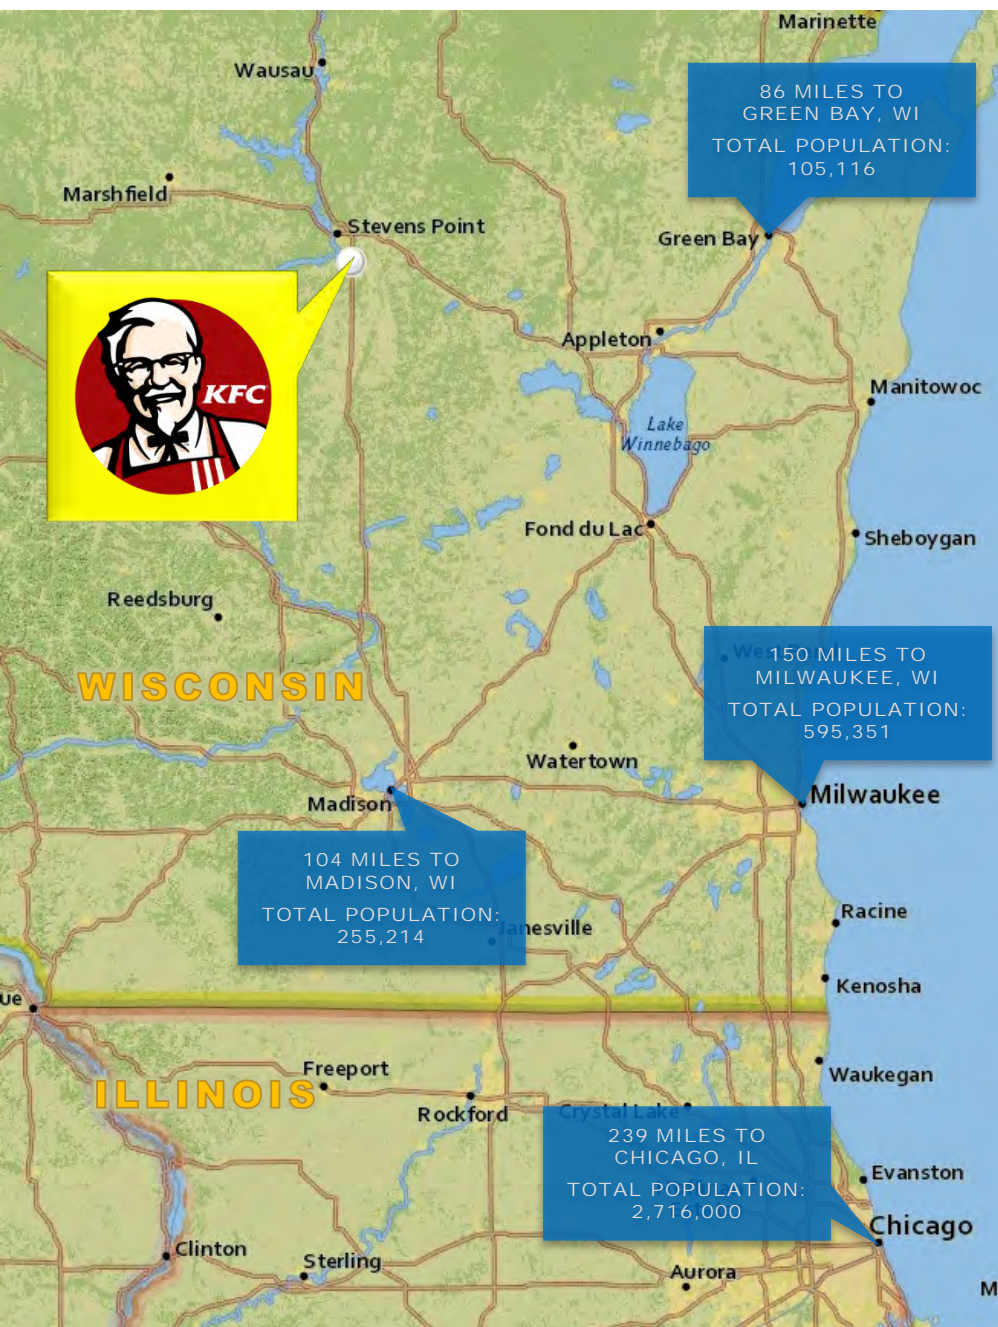 Marinette
Wausau
86 MILES TO
GREEN BAY, WI
TOTAL POPULATION:
105,116
Marshfield
Stevens Point
Green Bay
KFC
Appleton
Manitowoc
Lake
Winnebago
Fond du Lac
Sheboygan
Reedsburg
WISCONSIN
150 MILES TO
MILWAUKEE, WI
TOTAL POPULATION:
595,351
Watertown
Madison
Milwaukee
104 MILES TO
MADISON, WI
TOTAL POPULATION:
255,214
Janesville
Racine
Kenosha
ue
Freeport
ILLINOIS
Rockford
Crystal Lake
Waukegan
239 MILES TO
CHICAGO, IL
TOTAL POPULATION:
2,716,000
Evanston
Chicago
Clinton
Sterling
Aurora
M